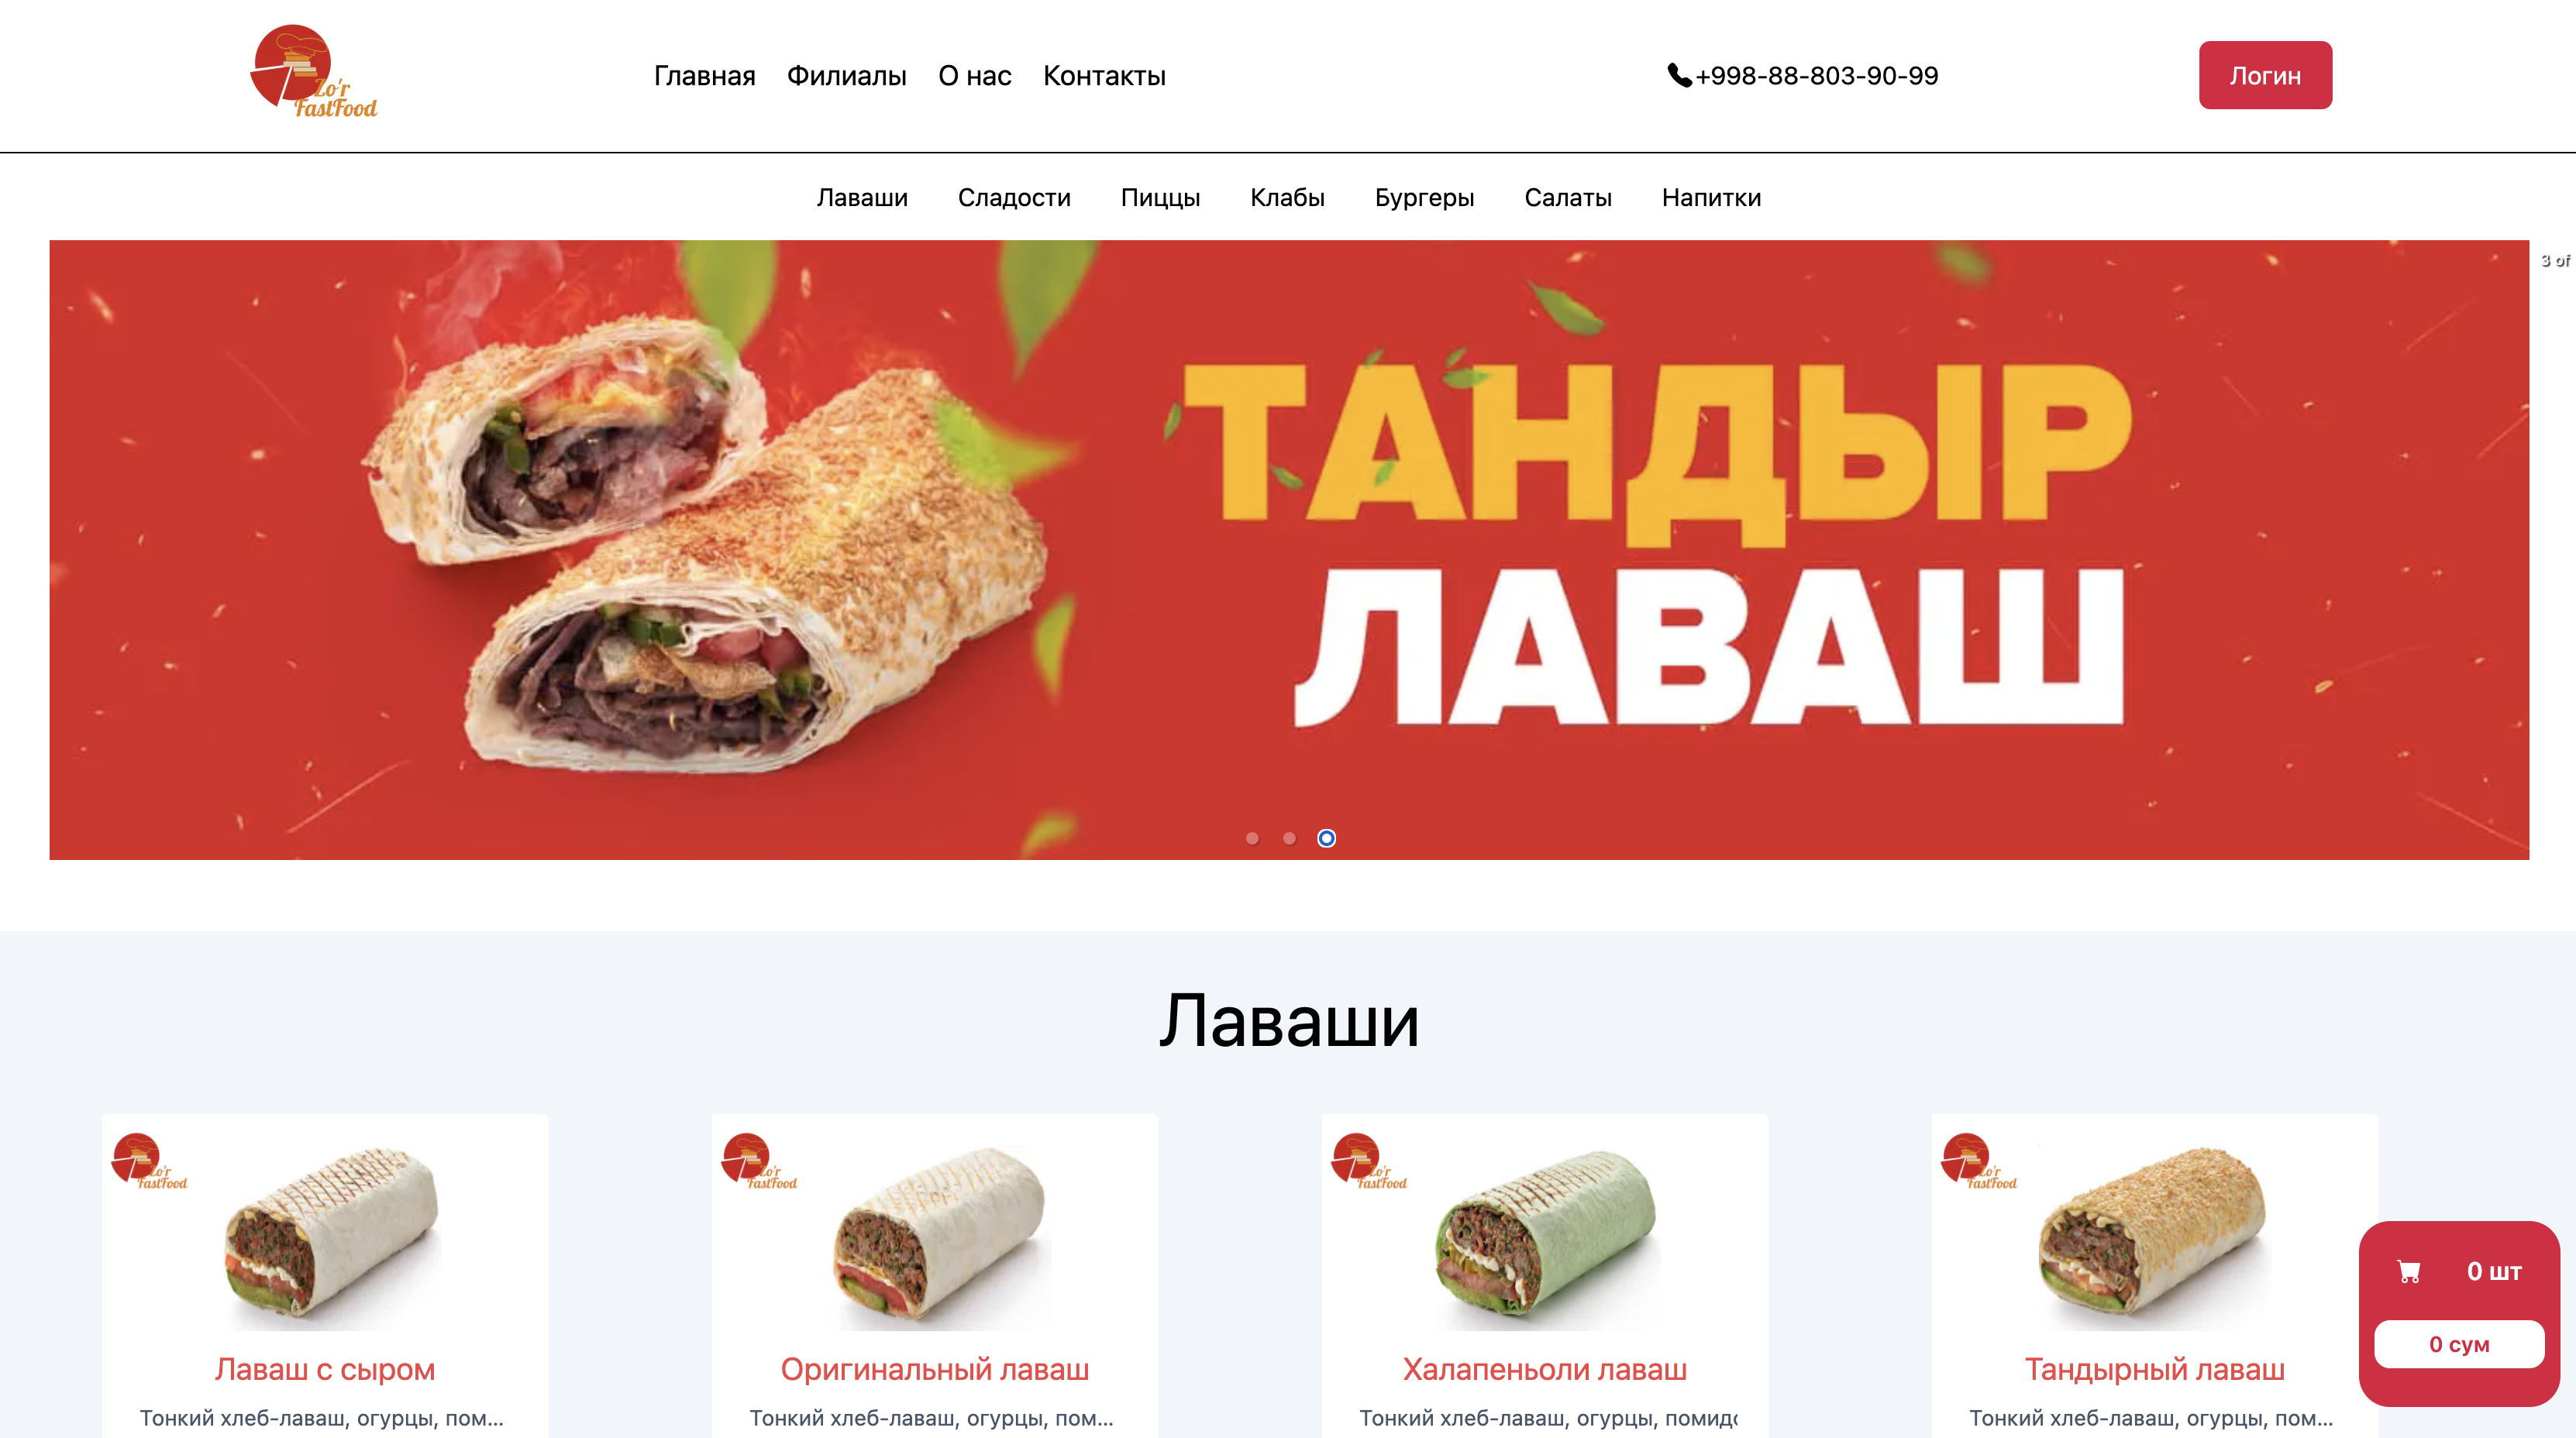 Zo'r
FastFood
Главная Филиалы О нас Контакты
+998-88-803-90-99
Логин
Лаваши Сладости Пиццы Клабы Бургеры Салаты Напитки
3 of
ТАНДЫР
ЛАВАШ
Лаваши
Zo'r
FastFood
Zo'r
FastFood
Zo'r
FastFood
Zo'r
FastFood
0 шт
0 сум
Лаваш с сыром
Оригинальный лаваш
Халапеньоли лаваш
Тандырный лаваш
Тонкий хлеб-лаваш, огурцы, пом...
Тонкий хлеб-лаваш, огурцы, пом...
Тонкий хлеб-лаваш, огурцы, помидо
Тонкий хлеб-лаваш, огурцы, пом...